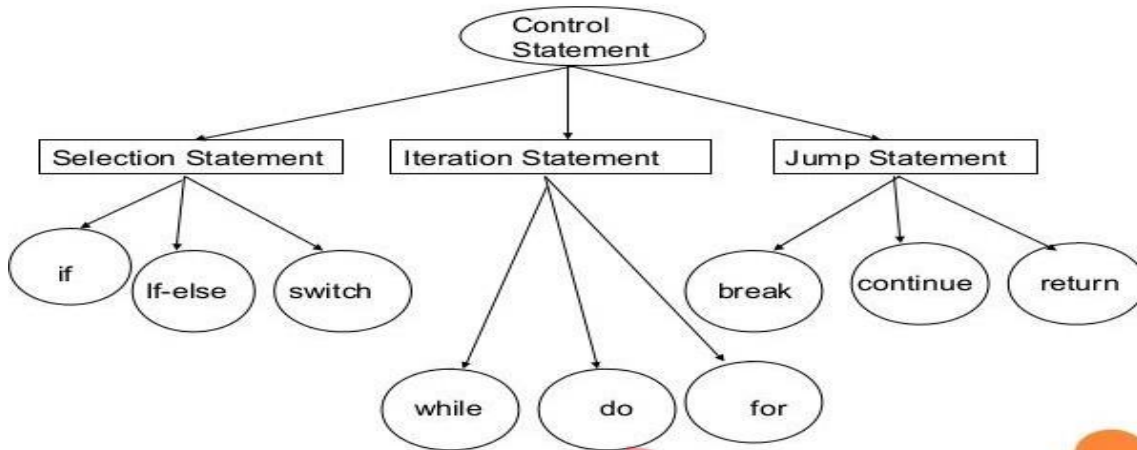 Control
Statement
Selection Statement
Iteration Statement
Jump Statement
if
If-else
switch
break
continue
return
while
do
for